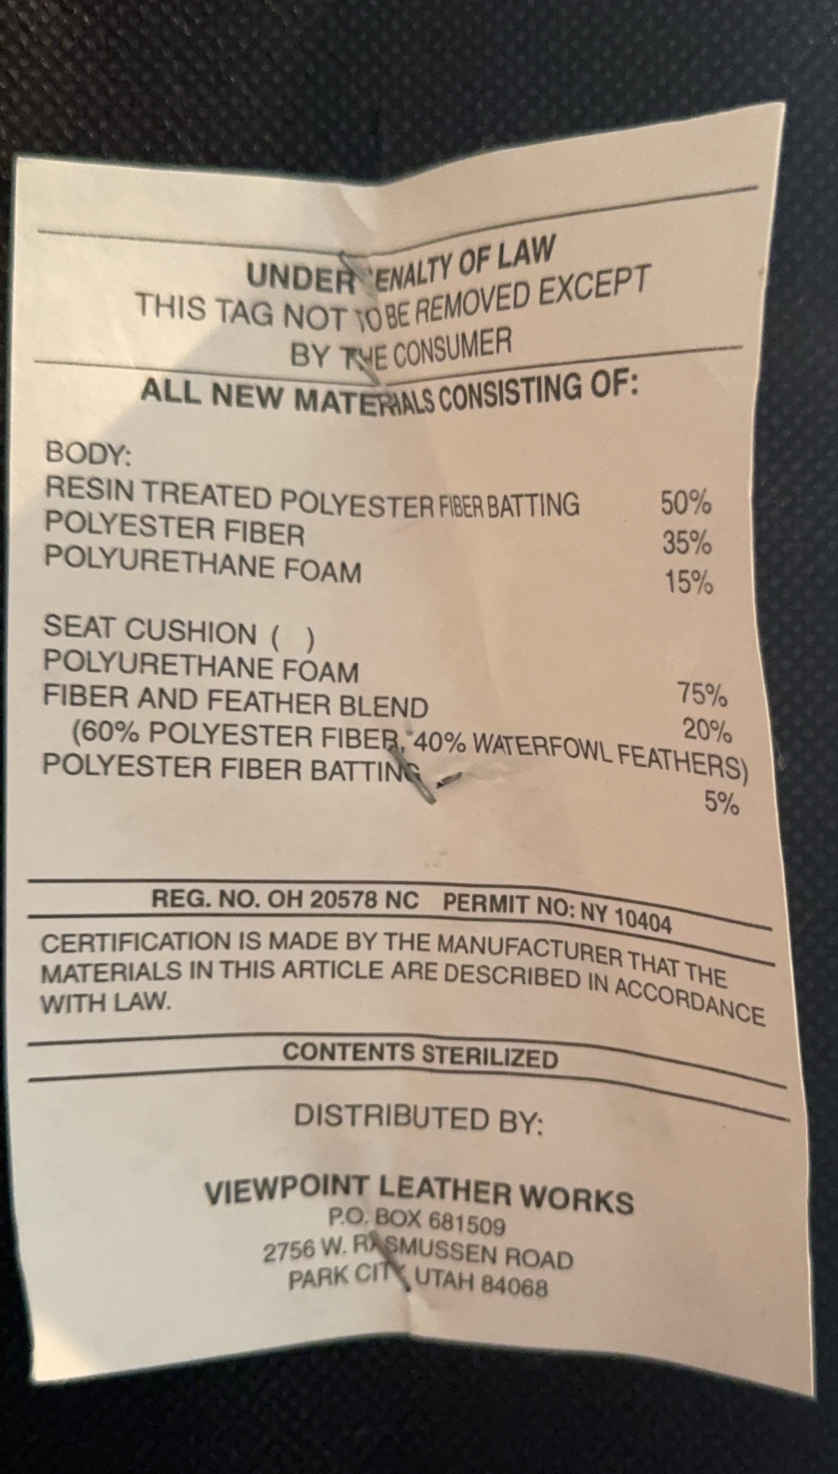 UNDER PENALTY OF LAW
THIS TAG NOT TO BE REMOVED EXCEPT
BY THE CONSUMER
ALL NEW MATERIALS CONSISTING OF:
BODY:
RESIN TREATED POLYESTER FIBER BATTING 50%
POLYESTER FIBER 35%
POLYURETHANE FOAM 15%
SEAT CUSHION ( )
POLYURETHANE FOAM 75%
FIBER AND FEATHER BLEND 20%
(60% POLYESTER FIBER, 40% WATERFOWL FEATHERS)
POLYESTER FIBER BATTING 5%
REG. NO. OH 20578 NC PERMIT NO: NY 10404
CERTIFICATION IS MADE BY THE MANUFACTURER THAT THE
MATERIALS IN THIS ARTICLE ARE DESCRIBED IN ACCORDANCE
WITH LAW.
CONTENTS STERILIZED
DISTRIBUTED BY:
VIEWPOINT LEATHER WORKS
P.O. BOX 681509
2756 W. RASMUSSEN ROAD
PARK CITY, UTAH 84068